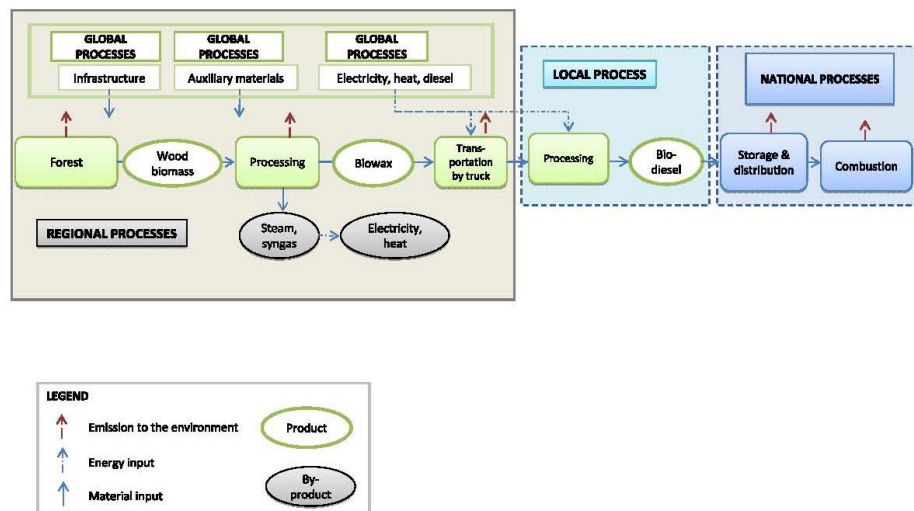 GLOBAL
PROCESSES
GLOBAL
PROCESSES
GLOBAL
PROCESSES
Infrastructure
Auxiliary materials
Electricity, heat, diesel
LOCAL PROCESS
NATIONAL PROCESSES
Forest
Wood
biomass
Processing
Biowax
Trans-
portation
by truck
Processing
Bio-
diesel
Storage &
distribution
Combustion
REGIONAL PROCESSES
Steam,
syngas
Electricity,
heat
LEGEND
Emission to the environment
Product
Energy input
Material input
By-
product